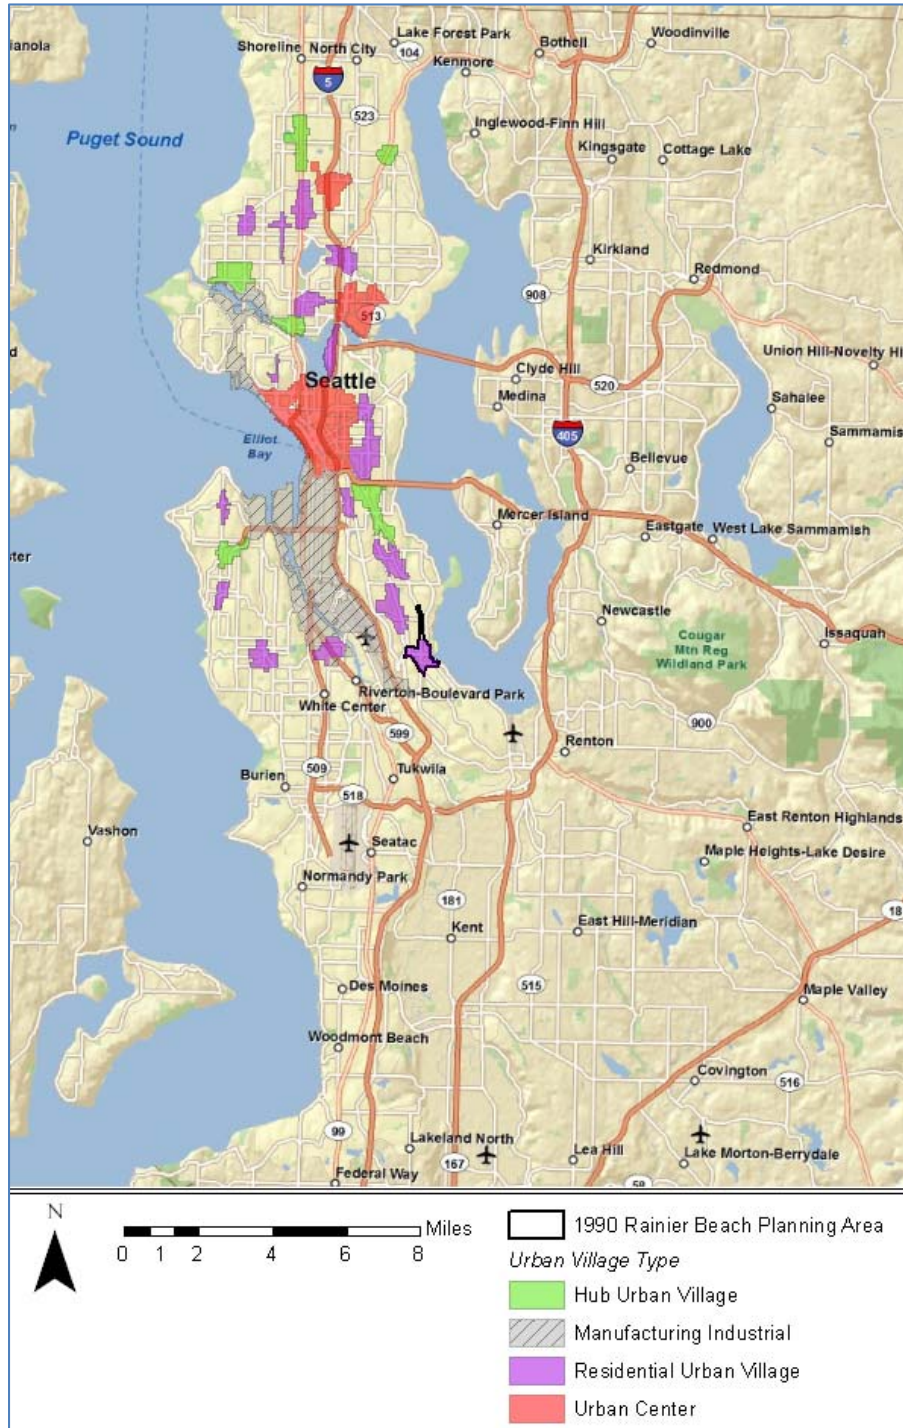 Lake Forest Park
Woodinville
Bothell
ianola
Shoreline
North City
104
Kenmore
5
523
Inglewood-Finn Hill
Puget Sound
Kingsgate
Cottage Lake
Kirkland
Redmond
908
513
Union Hill-Novelty Hi
Clyde Hill
Seattle
520
Medina
Sahalee
405
Sammamis
Elliot
Bay
Bellevue
Mercer Island
Eastgate
West Lake Sammamish
ster
Newcastle
Cougar
Mtn Reg
Wildland Park
Issaquah
Riverton-Boulevard Park
White Center
599
900
Renton
509
Tukwila
Burien
518
East Renton Highlands
Vashon
Seatac
Maple Heights-Lake Desire
Normandy Park
181
18
Kent
East Hill-Meridian
515
Des Moines
Maple Valley
Woodmont Beach
Covington
516
99
Lakeland North
Lea Hill
Lake Morton-Berrydale
167
Federal Way
N
Miles
0 1 2 4 6 8
1990 Rainier Beach Planning Area
Urban Village Type
Hub Urban Village
Manufacturing Industrial
Residential Urban Village
Urban Center